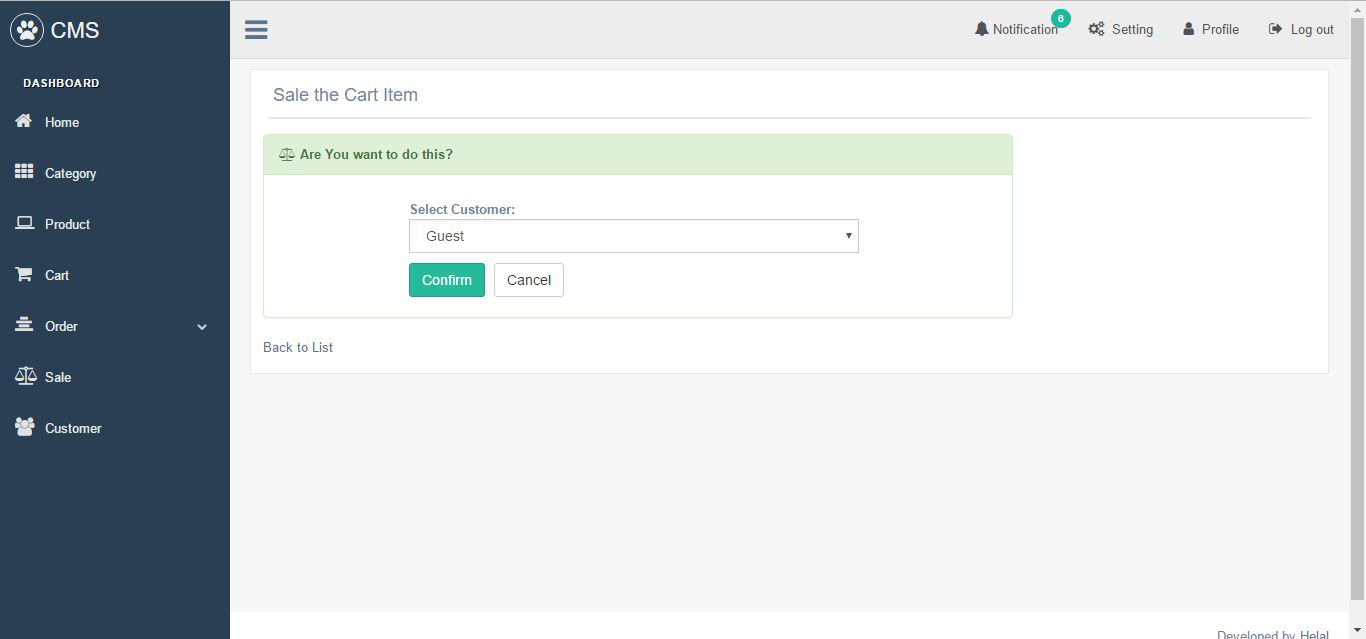 CMS
Notification
6
Setting
Profile
Log out
DASHBOARD
Home
Category
Product
Cart
Order
Sale
Customer
Sale the Cart Item
Are You want to do this?
Select Customer:
Guest
Confirm
Cancel
Back to List
Developed by Helal